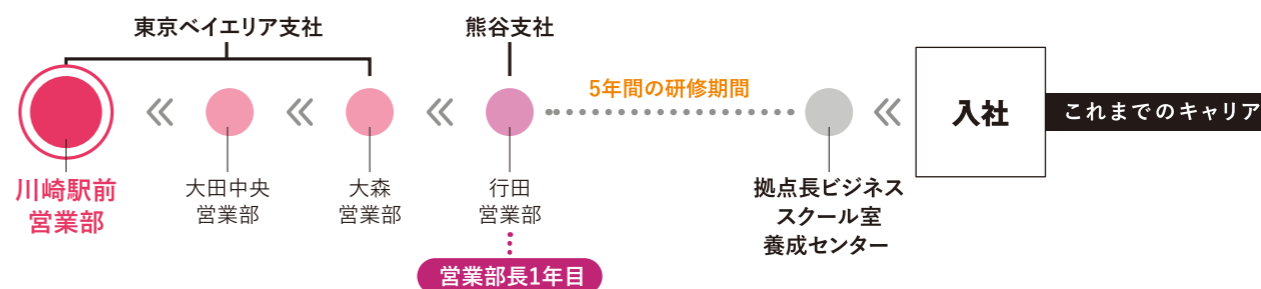 東京ベイエリア支社
熊谷支社
5年間の研修期間
入社
これまでのキャリア
川崎駅前
営業部
大田中央
営業部
大森
営業部
行田
営業部
拠点長ビジネス
スクール室
養成センター
営業部長1年目